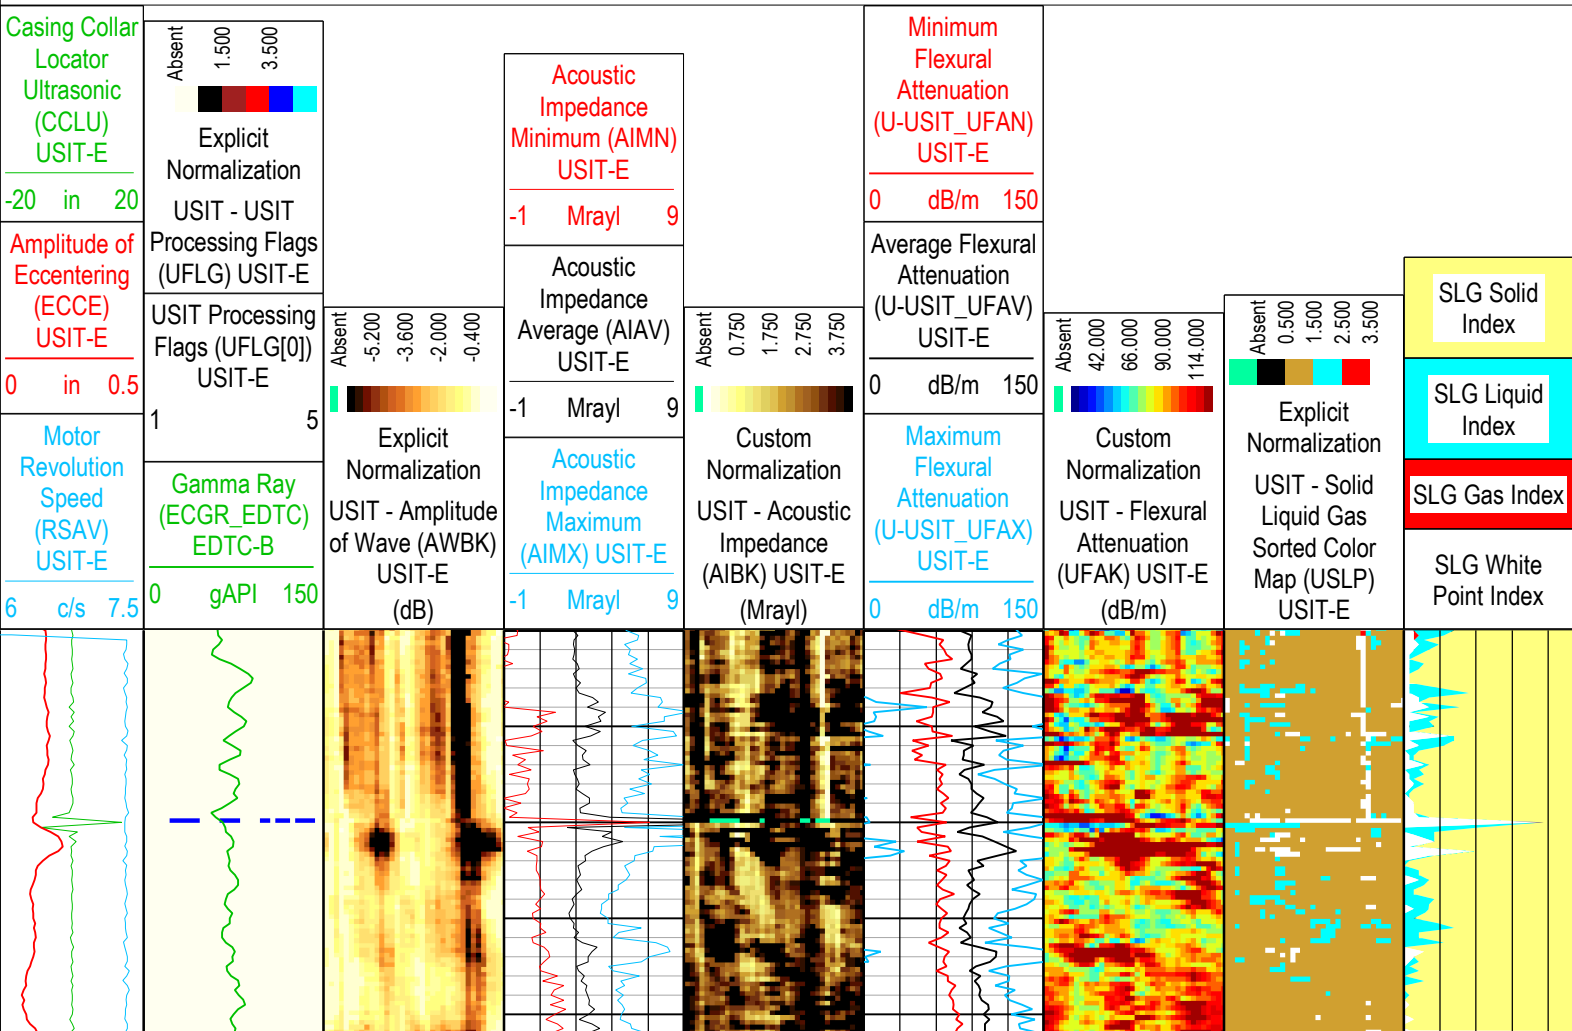 Casing Collar
Locator
Ultrasonic
(CCLU)
USIT-E
-20 in 20
Amplitude of
Eccentering
(ECCE)
USIT-E
0 in 0.5
Motor
Revolution
Speed
(RSAV)
USIT-E
6 c/s 7.5
Absent
1.500
3.500
Explicit
Normalization
USIT - USIT
Processing Flags
(UFLG) USIT-E
USIT Processing
Flags (UFLG[0])
USIT-E
1 5
Gamma Ray
(ECGR_EDTC)
EDTC-B
0 gAPI 150
Absent
-5.200
-3.600
-2.000
-0.400
Explicit
Normalization
USIT - Amplitude
of Wave (AWBK)
USIT-E
(dB)
Acoustic
Impedance
Minimum (AIMN)
USIT-E
-1 Mrayl 9
Acoustic
Impedance
Average (AIAV)
USIT-E
-1 Mrayl 9
Acoustic
Impedance
Maximum
(AIMX) USIT-E
-1 Mrayl 9
Absent
0.750
1.750
2.750
3.750
Custom
Normalization
USIT - Acoustic
Impedance
(AIBK) USIT-E
(Mrayl)
Minimum
Flexural
Attenuation
(U-USIT_UFAN)
USIT-E
0 dB/m 150
Average Flexural
Attenuation
(U-USIT_UFAV)
USIT-E
0 dB/m 150
Maximum
Flexural
Attenuation
(U-USIT_UFAX)
USIT-E
0 dB/m 150
Absent
42.000
66.000
90.000
114.000
Custom
Normalization
USIT - Flexural
Attenuation
(UFAK) USIT-E
(dB/m)
Absent
0.500
1.500
2.500
3.500
Explicit
Normalization
USIT - Solid
Liquid Gas
Sorted Color
Map (USLP)
USIT-E
SLG Solid
Index
SLG Liquid
Index
SLG Gas Index
SLG White
Point Index